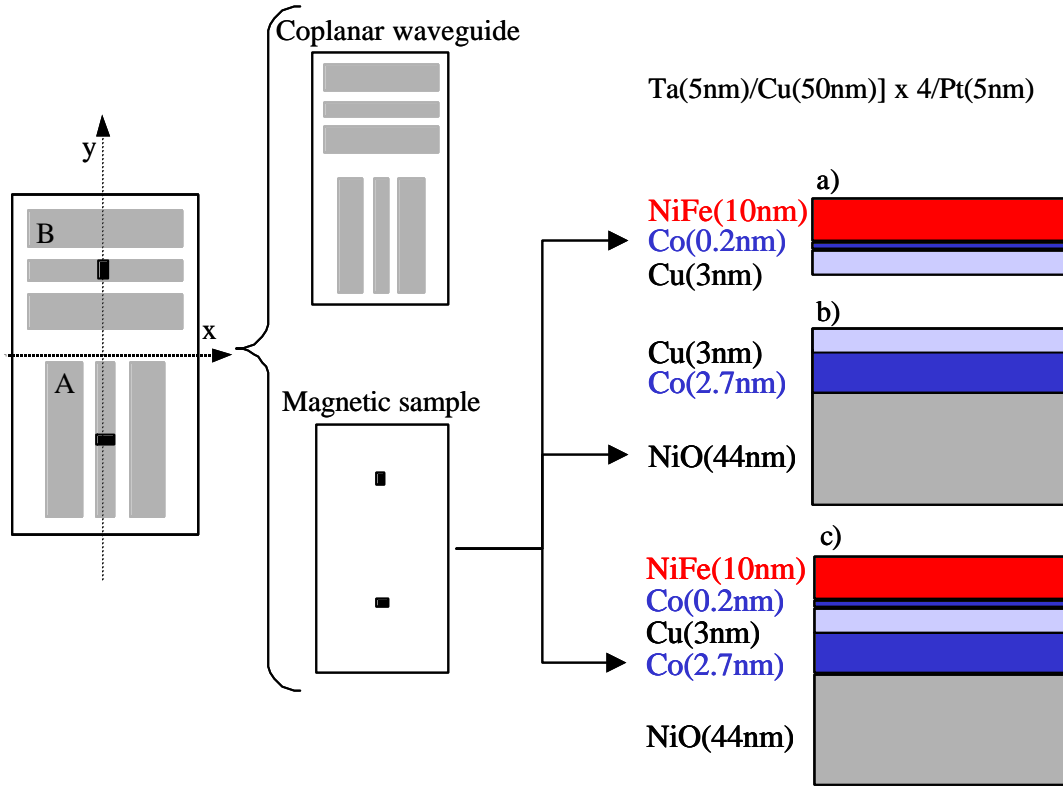 Coplanar waveguide
Ta(5nm)/Cu(50nm)] x 4/Pt(5nm)
y
B
x
A
Magnetic sample
a)
NiFe(10nm)
Co(0.2nm)
Cu(3nm)
b)
Cu(3nm)
Co(2.7nm)
NiO(44nm)
c)
NiFe(10nm)
Co(0.2nm)
Cu(3nm)
Co(2.7nm)
NiO(44nm)